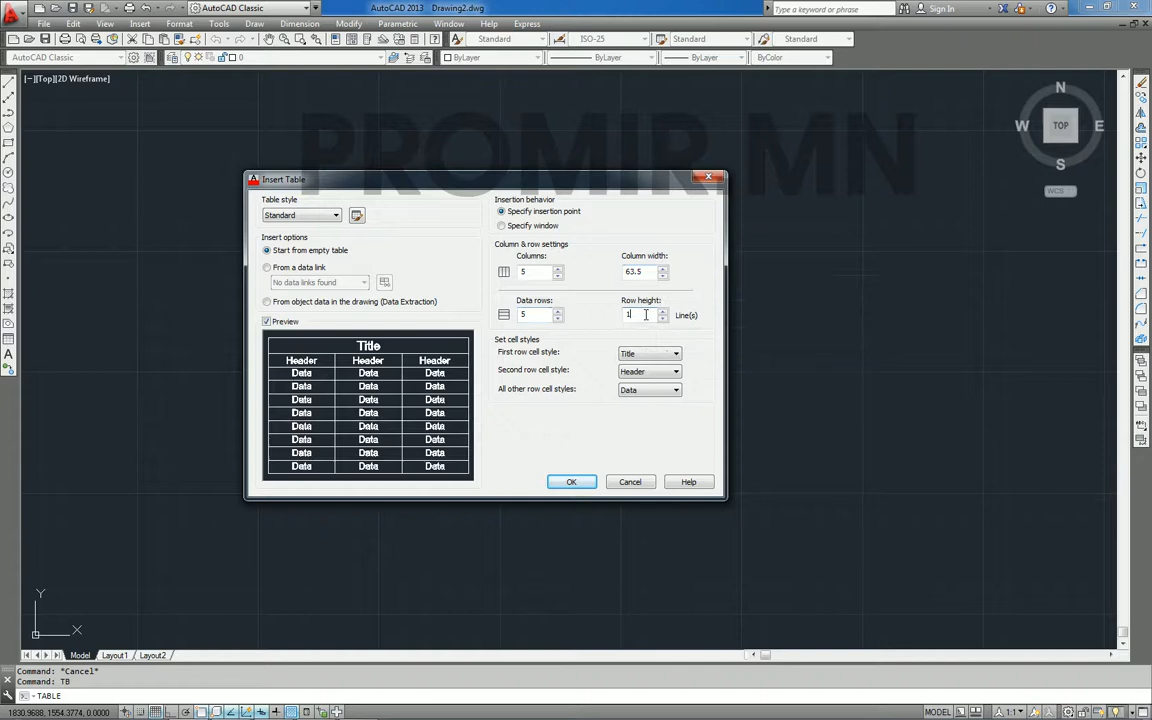 AutoCAD Classic
AutoCAD 2013 Drawing2.dwg
Type a keyword or phrase
Sign In
File Edit View Insert Format Tools Draw Dimension Modify Parametric Window Help Express
Standard ISO-25 Standard Standard
AutoCAD Classic 0 ByLayer ByLayer ByLayer ByColor
[−][Top][2D Wireframe]
PROMIR.MN
N
W TOP E
S
WCS
Insert Table
Table style
Standard
Insert options
Start from empty table
From a data link
No data links found
From object data in the drawing (Data Extraction)
Preview
Title
Header Header Header
Data Data Data
Data Data Data
Data Data Data
Data Data Data
Data Data Data
Data Data Data
Data Data Data
Data Data Data
Insertion behavior
Specify insertion point
Specify window
Column & row settings
Columns: Column width:
5 63.5
Data rows: Row height:
5 1 Line(s)
Set cell styles
First row cell style: Title
Second row cell style: Header
All other row cell styles: Data
OK Cancel Help
Y
X
Model Layout1 Layout2
Command: *Cancel*
Command: TB
TABLE
MODEL 1:1